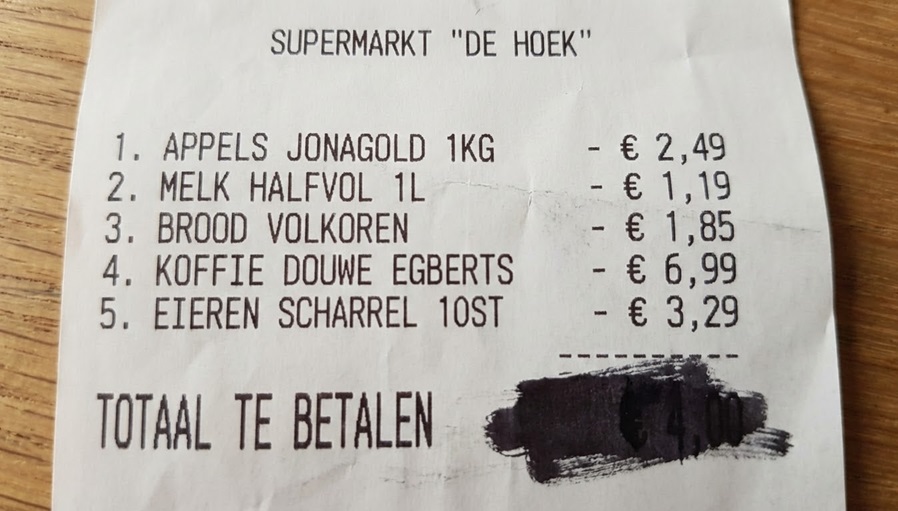 SUPERMARKT "DE HOEK"
1. APPELS JONAGOLD 1KG - € 2,49
2. MELK HALFVOL 1L - € 1,19
3. BROOD VOLKOREN - € 1,85
4. KOFFIE DOUWE EGBERTS - € 6,99
5. EIEREN SCHARREL 10ST - € 3,29
----------
TOTAAL TE BETALEN